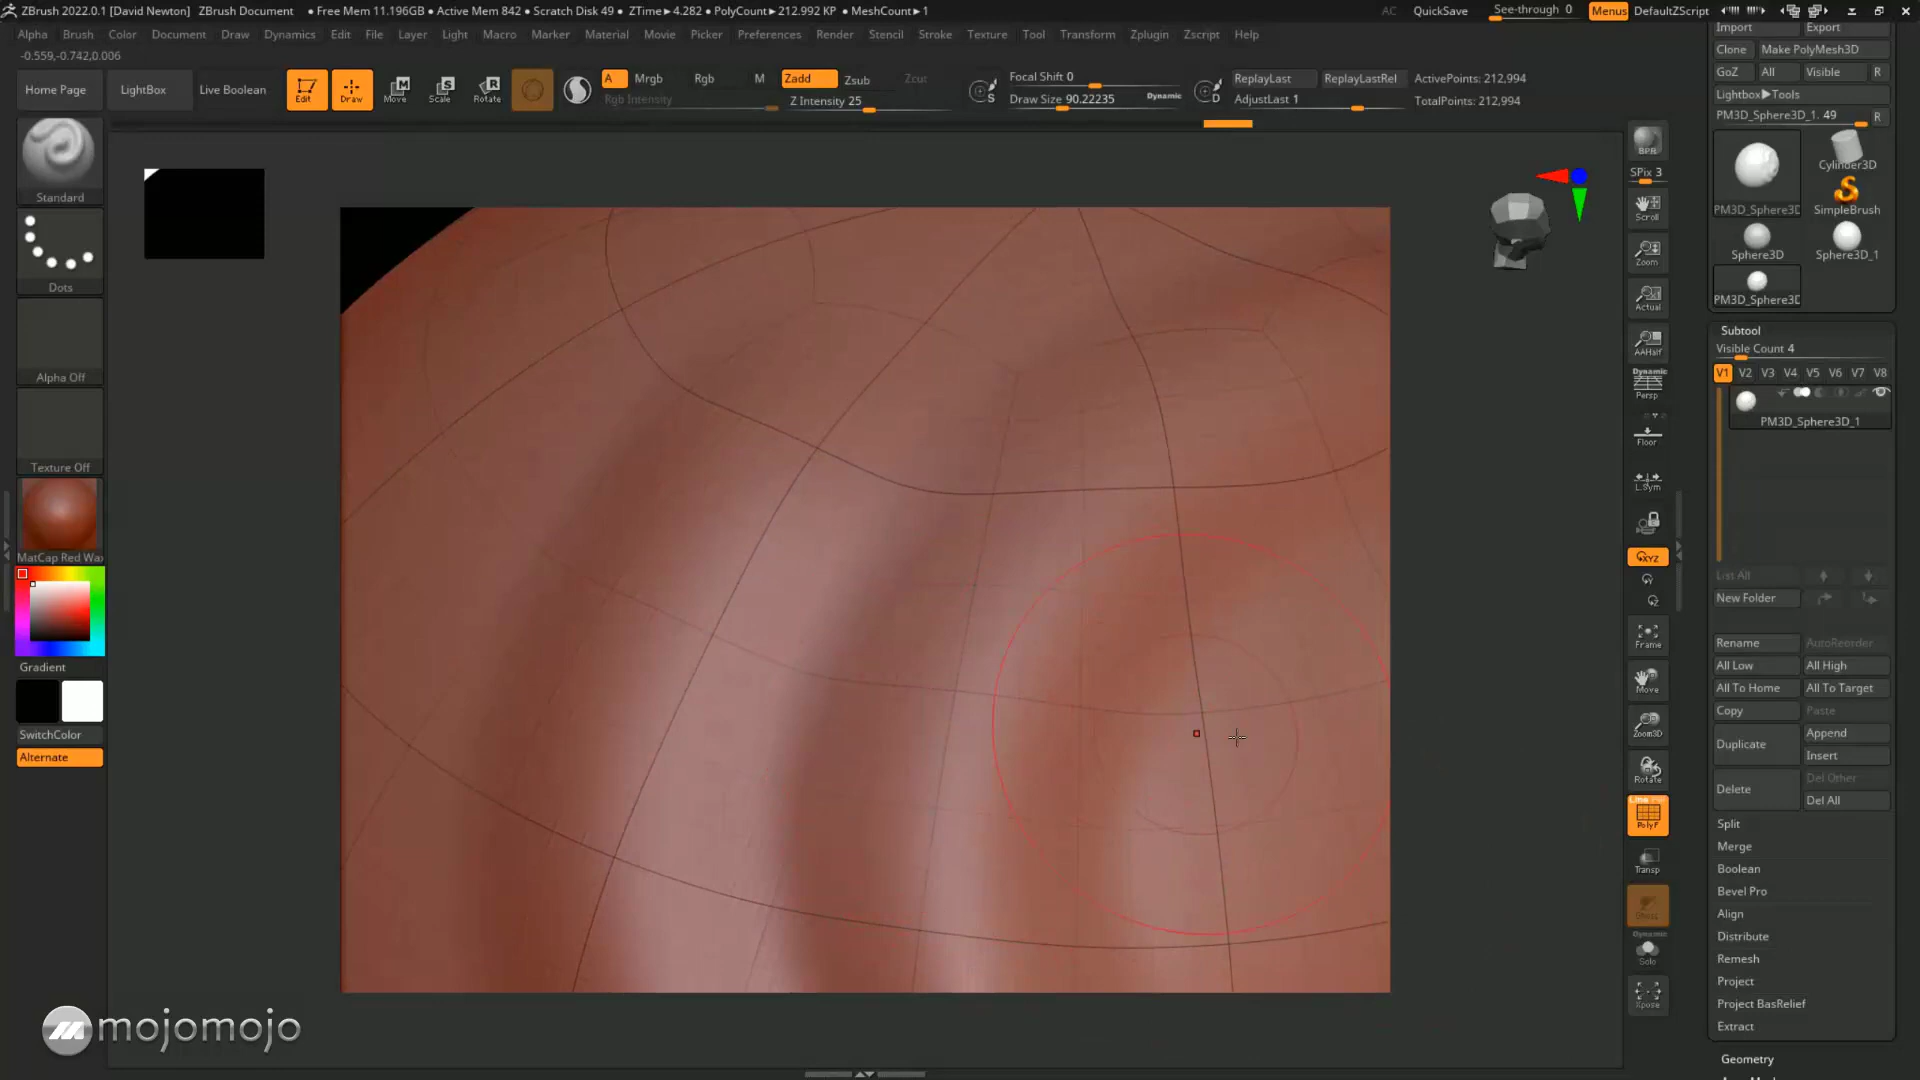 ZBrush 2022.0.1 [David Newton] ZBrush Document • Free Mem 11.196GB • Active Mem 842 • Scratch Disk 49 • ZTime▸4.282 • PolyCount▸212.992 KP • MeshCount▸1 AC QuickSave See-through 0 Menus DefaultZScript
Alpha Brush Color Document Draw Dynamics Edit File Layer Light Macro Marker Material Movie Picker Preferences Render Stencil Stroke Texture Tool Transform Zplugin Zscript Help
-0.559,-0.742,0.006
Home Page LightBox Live Boolean Edit Draw Move Scale Rotate
A Mrgb Rgb M Zadd Zsub Zcut
Rgb Intensity Z Intensity 25
Focal Shift 0
Draw Size 90.22235 Dynamic
S D
ReplayLast ReplayLastRel ActivePoints: 212,994
AdjustLast 1 TotalPoints: 212,994
Standard
Dots
Alpha Off
Texture Off
MatCap Red Wax
Gradient
SwitchColor
Alternate
mojomojo
BPR
SPix 3
Scroll
Zoom
Actual
AAHalf
Dynamic
Persp
Floor
L.Sym
XYZ
Frame
Move
Zoom3D
Rotate
PolyF
Transp
Dynamic
Solo
Xpose
Import Export
Clone Make PolyMesh3D
GoZ All Visible R
Lightbox▸Tools
PM3D_Sphere3D_1. 49 R
Cylinder3D
PM3D_Sphere3D SimpleBrush
Sphere3D Sphere3D_1
PM3D_Sphere3D
Subtool
Visible Count 4
V1 V2 V3 V4 V5 V6 V7 V8
PM3D_Sphere3D_1
List All
New Folder
Rename AutoReorder
All Low All High
All To Home All To Target
Copy Paste
Duplicate Append
Insert
Delete Del Other
Del All
Split
Merge
Boolean
Bevel Pro
Align
Distribute
Remesh
Project
Project BasRelief
Extract
Geometry